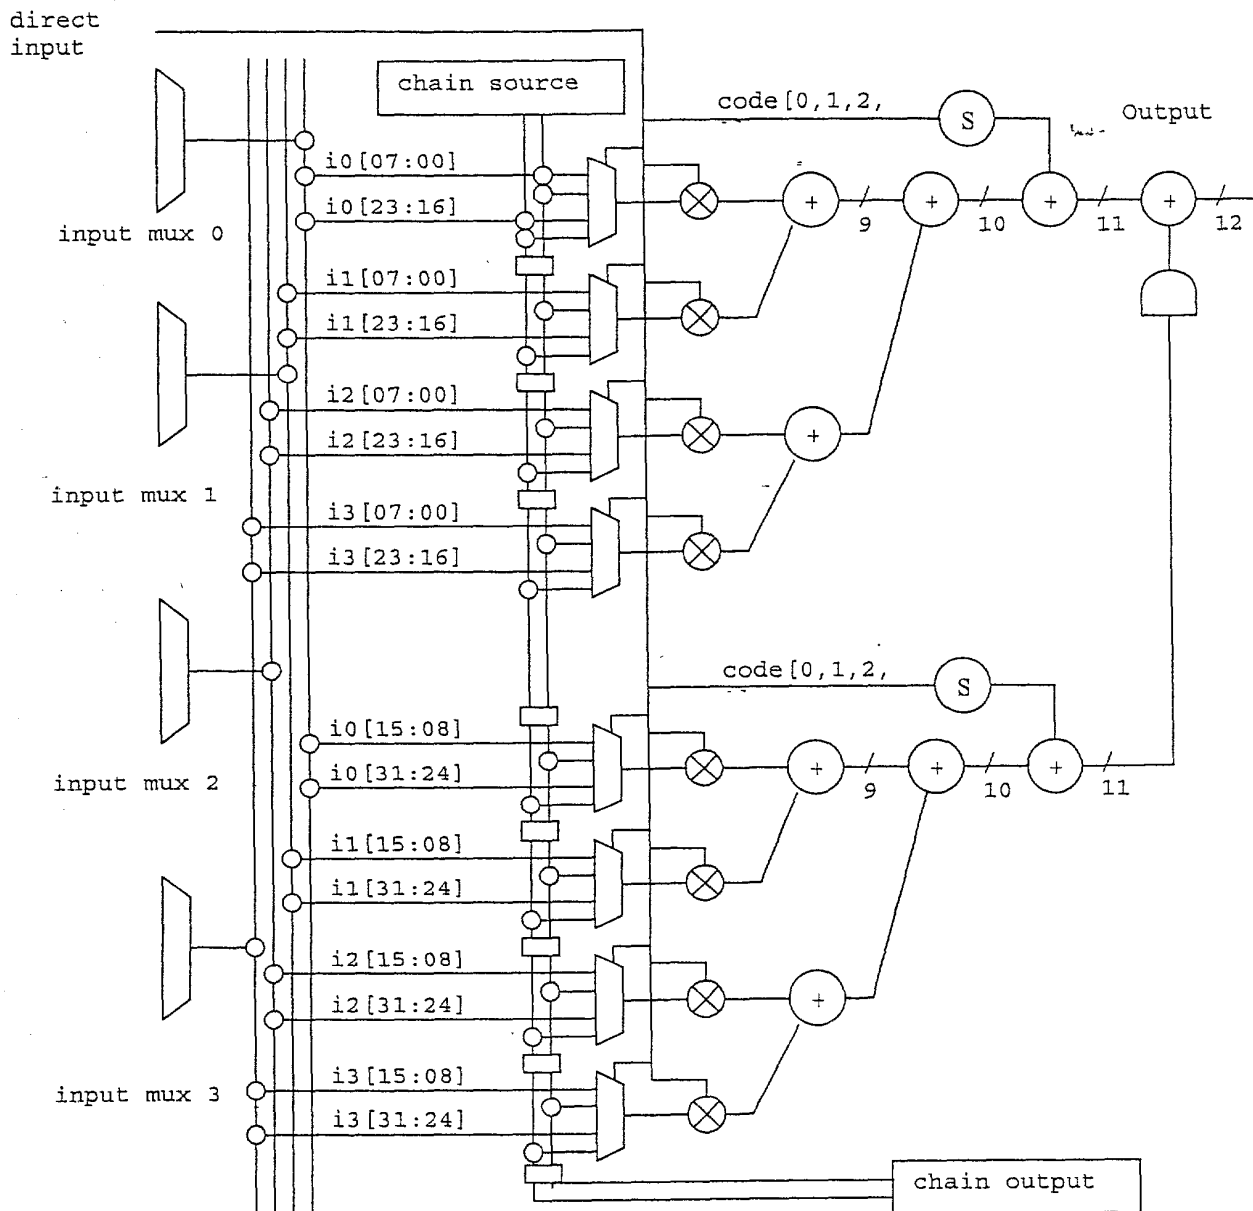 direct
input
chain source
code[0,1,2,
S
Output
i0[07:00]
i0[23:16]
input mux 0
+
+
+
+
9
10
11
12
i1[07:00]
i1[23:16]
i2[07:00]
i2[23:16]
+
input mux 1
i3[07:00]
i3[23:16]
code[0,1,2,
S
i0[15:08]
i0[31:24]
input mux 2
+
+
+
9
10
11
i1[15:08]
i1[31:24]
i2[15:08]
i2[31:24]
+
input mux 3
i3[15:08]
i3[31:24]
chain output